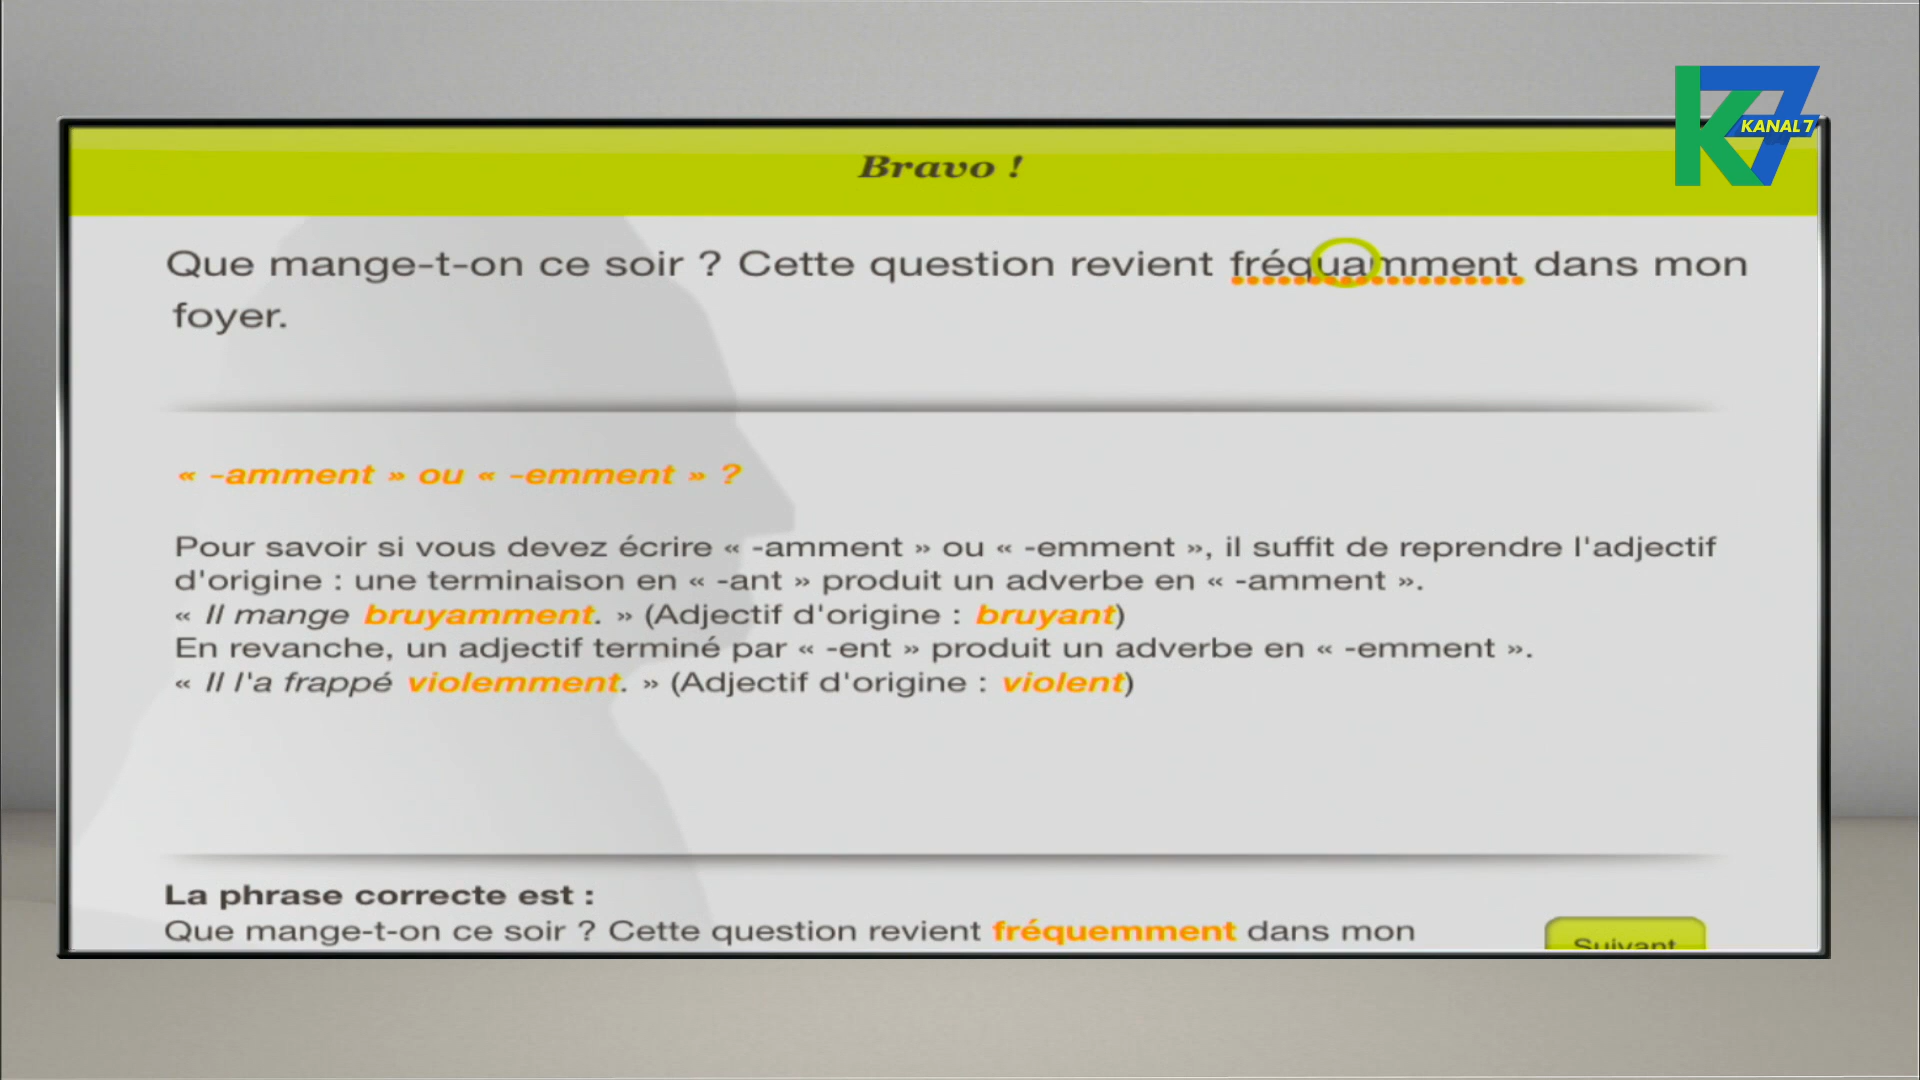 KANAL 7
Bravo !
Que mange-t-on ce soir ? Cette question revient fréquamment dans mon
foyer.
« -amment » ou « -emment » ?
Pour savoir si vous devez écrire « -amment » ou « -emment », il suffit de reprendre l'adjectif
d'origine : une terminaison en « -ant » produit un adverbe en « -amment ».
« Il mange bruyamment. » (Adjectif d'origine : bruyant)
En revanche, un adjectif terminé par « -ent » produit un adverbe en « -emment ».
« Il l'a frappé violemment. » (Adjectif d'origine : violent)
La phrase correcte est :
Que mange-t-on ce soir ? Cette question revient fréquemment dans mon
Suivant